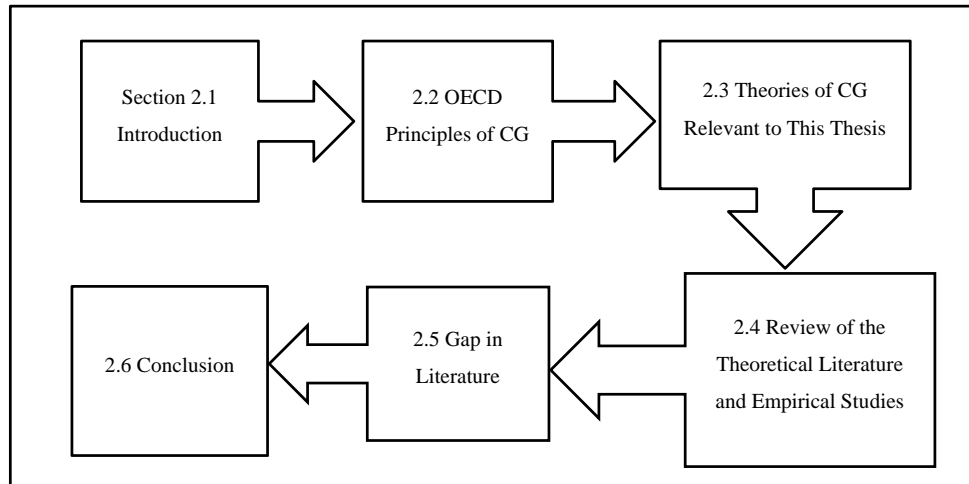 Section 2.1
Introduction
2.2 OECD
Principles of CG
2.3 Theories of CG
Relevant to This Thesis
2.4 Review of the
Theoretical Literature
and Empirical Studies
2.5 Gap in
Literature
2.6 Conclusion